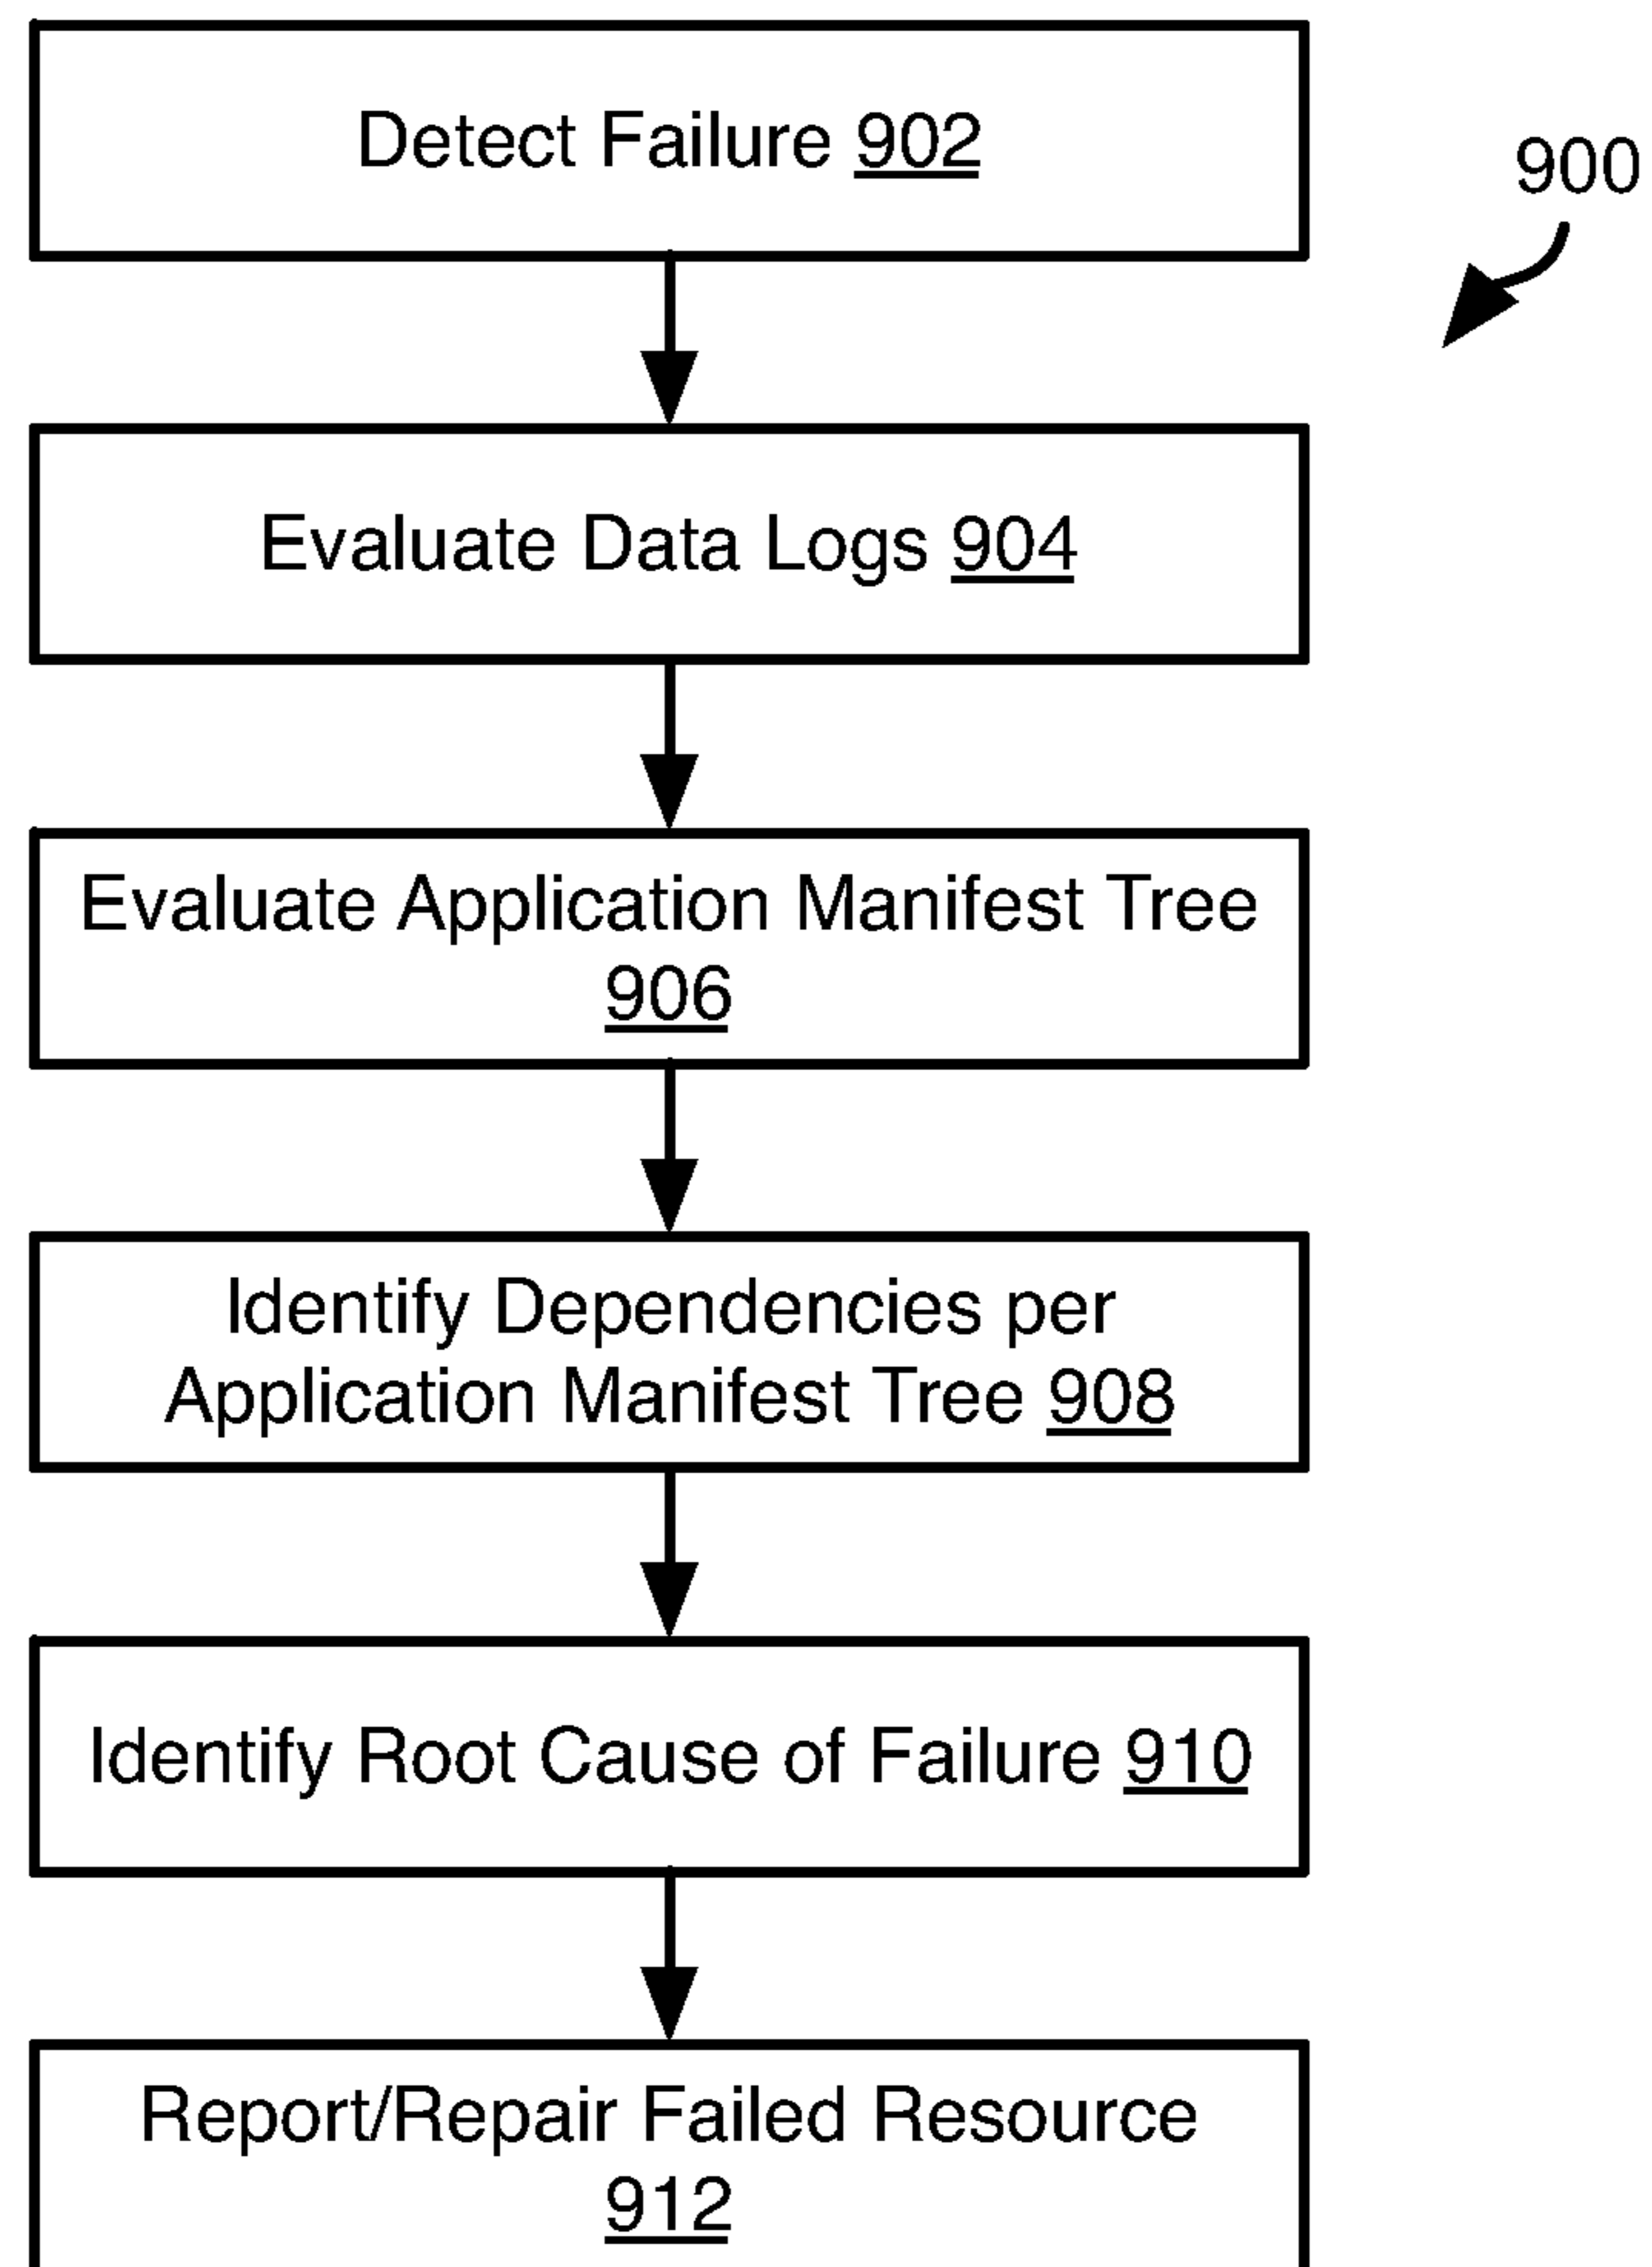 Detect Failure 902
900
Evaluate Data Logs 904
Evaluate Application Manifest Tree
906
Identify Dependencies per
Application Manifest Tree 908
Identify Root Cause of Failure 910
Report/Repair Failed Resource
912